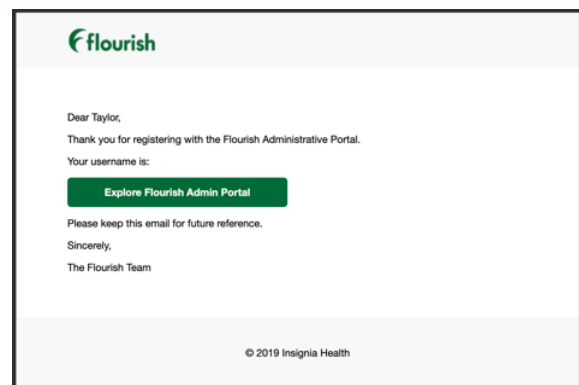 flourish
Dear Taylor,
Thank you for registering with the Flourish Administrative Portal.
Your username is:
Explore Flourish Admin Portal
Please keep this email for future reference.
Sincerely,
The Flourish Team
© 2019 Insignia Health